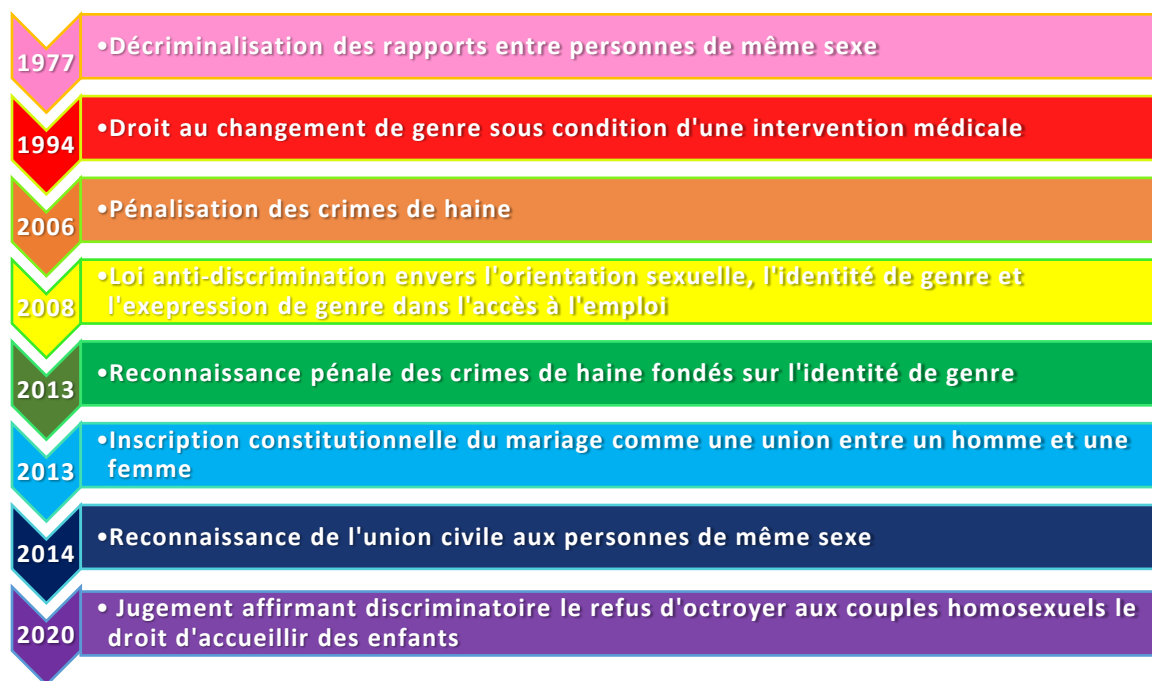 1977
•Décriminalisation des rapports entre personnes de même sexe
1994
•Droit au changement de genre sous condition d'une intervention médicale
2006
•Pénalisation des crimes de haine
2008
•Loi anti-discrimination envers l'orientation sexuelle, l'identité de genre et
l'exepression de genre dans l'accès à l'emploi
2013
•Reconnaissance pénale des crimes de haine fondés sur l'identité de genre
2013
•Inscription constitutionnelle du mariage comme une union entre un homme et une
femme
2014
•Reconnaissance de l'union civile aux personnes de même sexe
2020
• Jugement affirmant discriminatoire le refus d'octroyer aux couples homosexuels le
droit d'accueillir des enfants